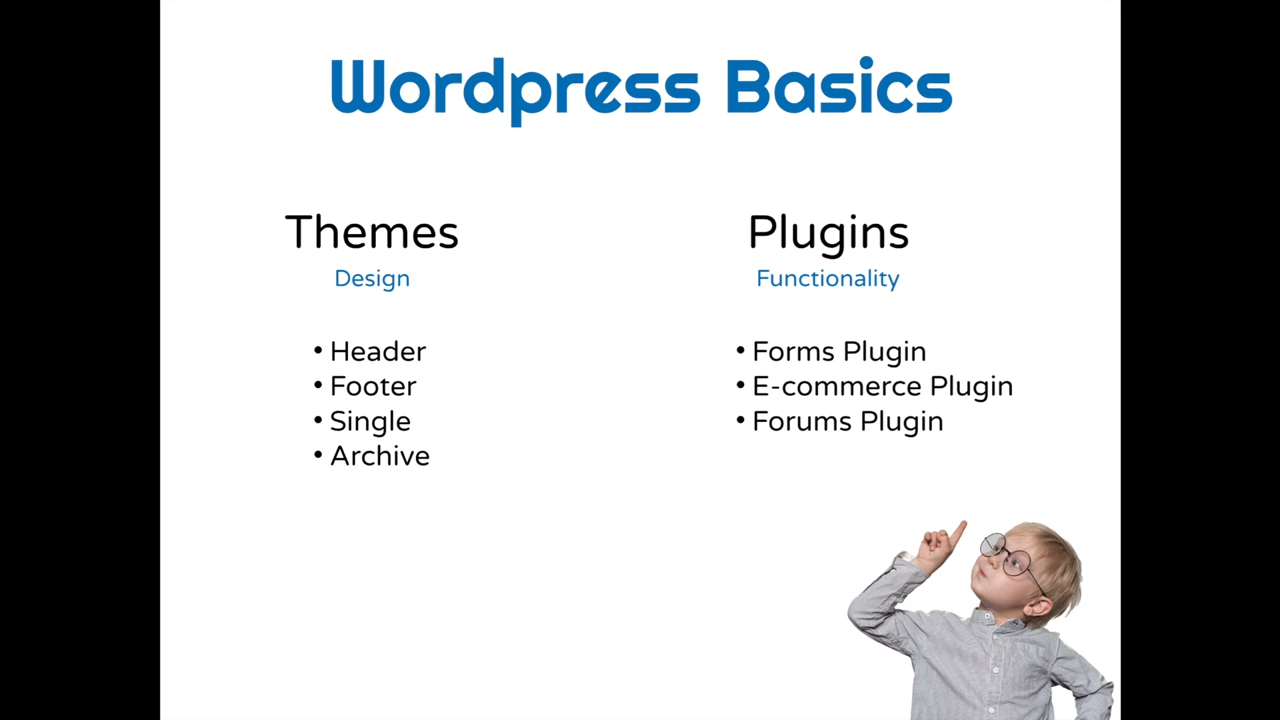 Wordpress Basics
Themes
Design
• Header
• Footer
• Single
• Archive
Plugins
Functionality
• Forms Plugin
• E-commerce Plugin
• Forums Plugin